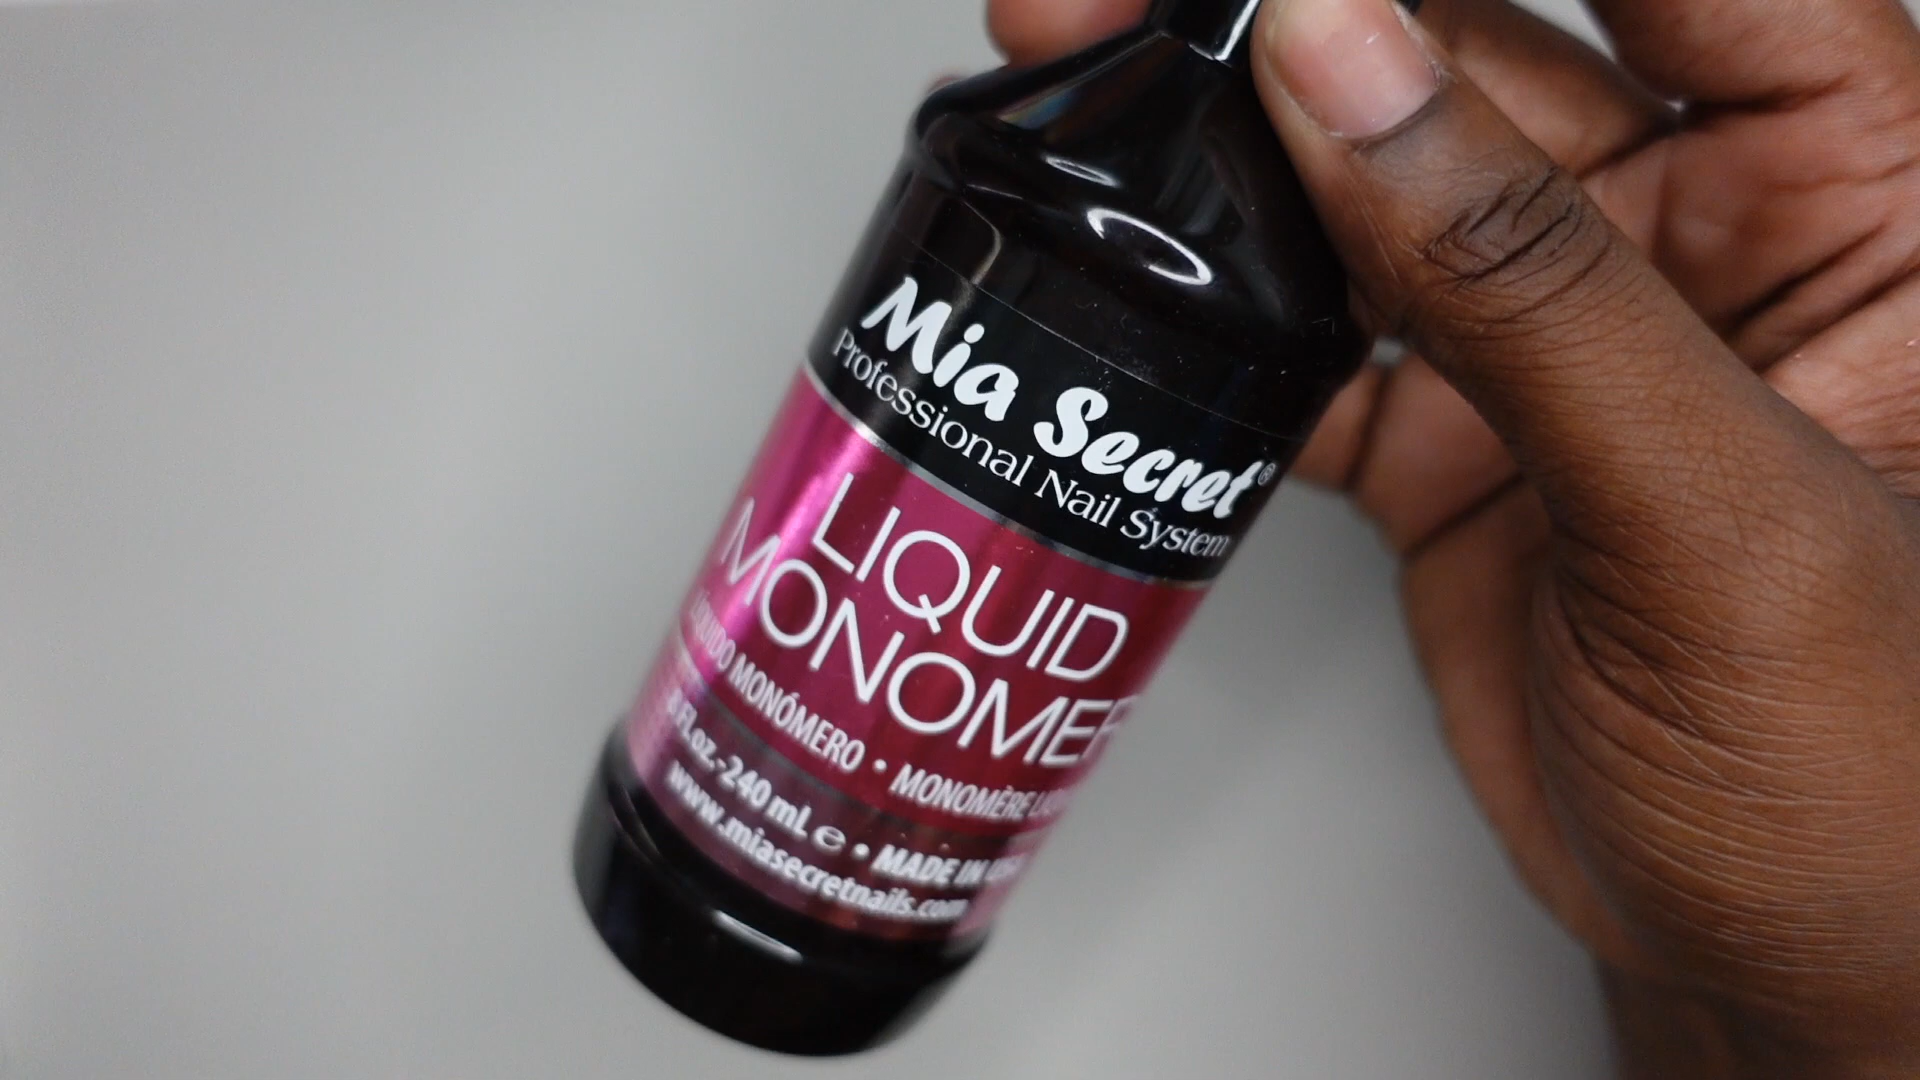 Mia Secret®
Professional Nail System
LIQUID
MONOMER
LÍQUIDO MONÓMERO • MONOMÈRE
8 FL.oz.-240 mL ℮ • MADE IN USA
www.miasecretnails.com